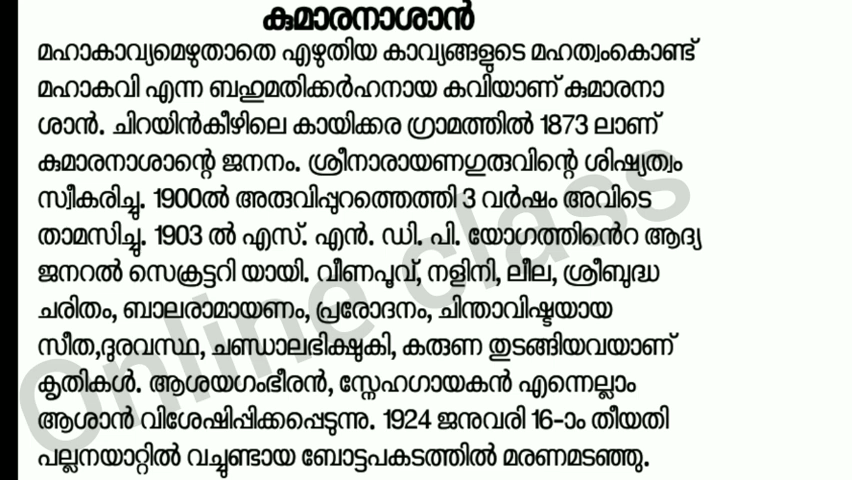 കുമാരനാശാൻ
മഹാകാവ്യമെഴുതാതെ എഴുതിയ കാവ്യങ്ങളുടെ മഹത്വംകൊണ്ട്
മഹാകവി എന്ന ബഹുമതിക്കർഹനായ കവിയാണ് കുമാരനാ
ശാൻ. ചിറയിൻകീഴിലെ കായിക്കര ഗ്രാമത്തിൽ 1873 ലാണ്
കുമാരനാശാന്റെ ജനനം. ശ്രീനാരായണഗുരുവിന്റെ ശിഷ്യത്വം
സ്വീകരിച്ചു. 1900ൽ അരുവിപ്പുറത്തെത്തി 3 വർഷം അവിടെ
താമസിച്ചു. 1903 ൽ എസ്. എൻ. ഡി. പി. യോഗത്തിൻെറ ആദ്യ
ജനറൽ സെക്രട്ടറി യായി. വീണപൂവ്, നളിനി, ലീല, ശ്രീബുദ്ധ
ചരിതം, ബാലരാമായണം, പ്രരോദനം, ചിന്താവിഷ്ടയായ
സീത,ദുരവസ്ഥ, ചണ്ഡാലഭിക്ഷുകി, കരുണ തുടങ്ങിയവയാണ്
കൃതികൾ. ആശയഗംഭീരൻ, സ്നേഹഗായകൻ എന്നെല്ലാം
ആശാൻ വിശേഷിപ്പിക്കപ്പെടുന്നു. 1924 ജനുവരി 16-ാം തീയതി
പല്ലനയാറ്റിൽ വച്ചുണ്ടായ ബോട്ടപകടത്തിൽ മരണമടഞ്ഞു.
Online class